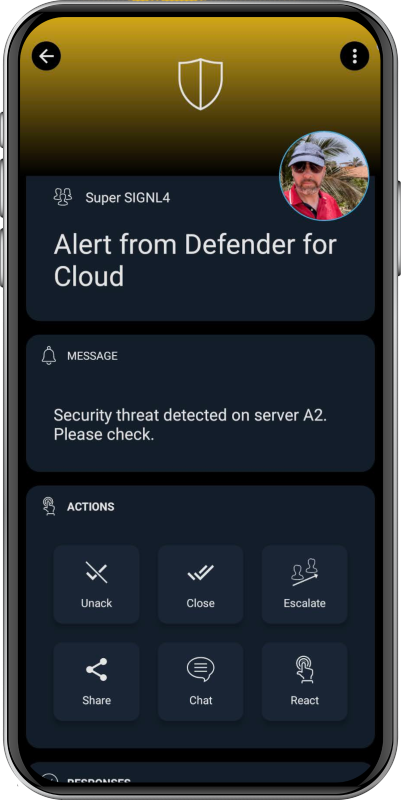 Super SIGNL4
Alert from Defender for
Cloud
MESSAGE
Security threat detected on server A2.
Please check.
ACTIONS
Unack
Close
Escalate
Share
Chat
React
RESPONSES